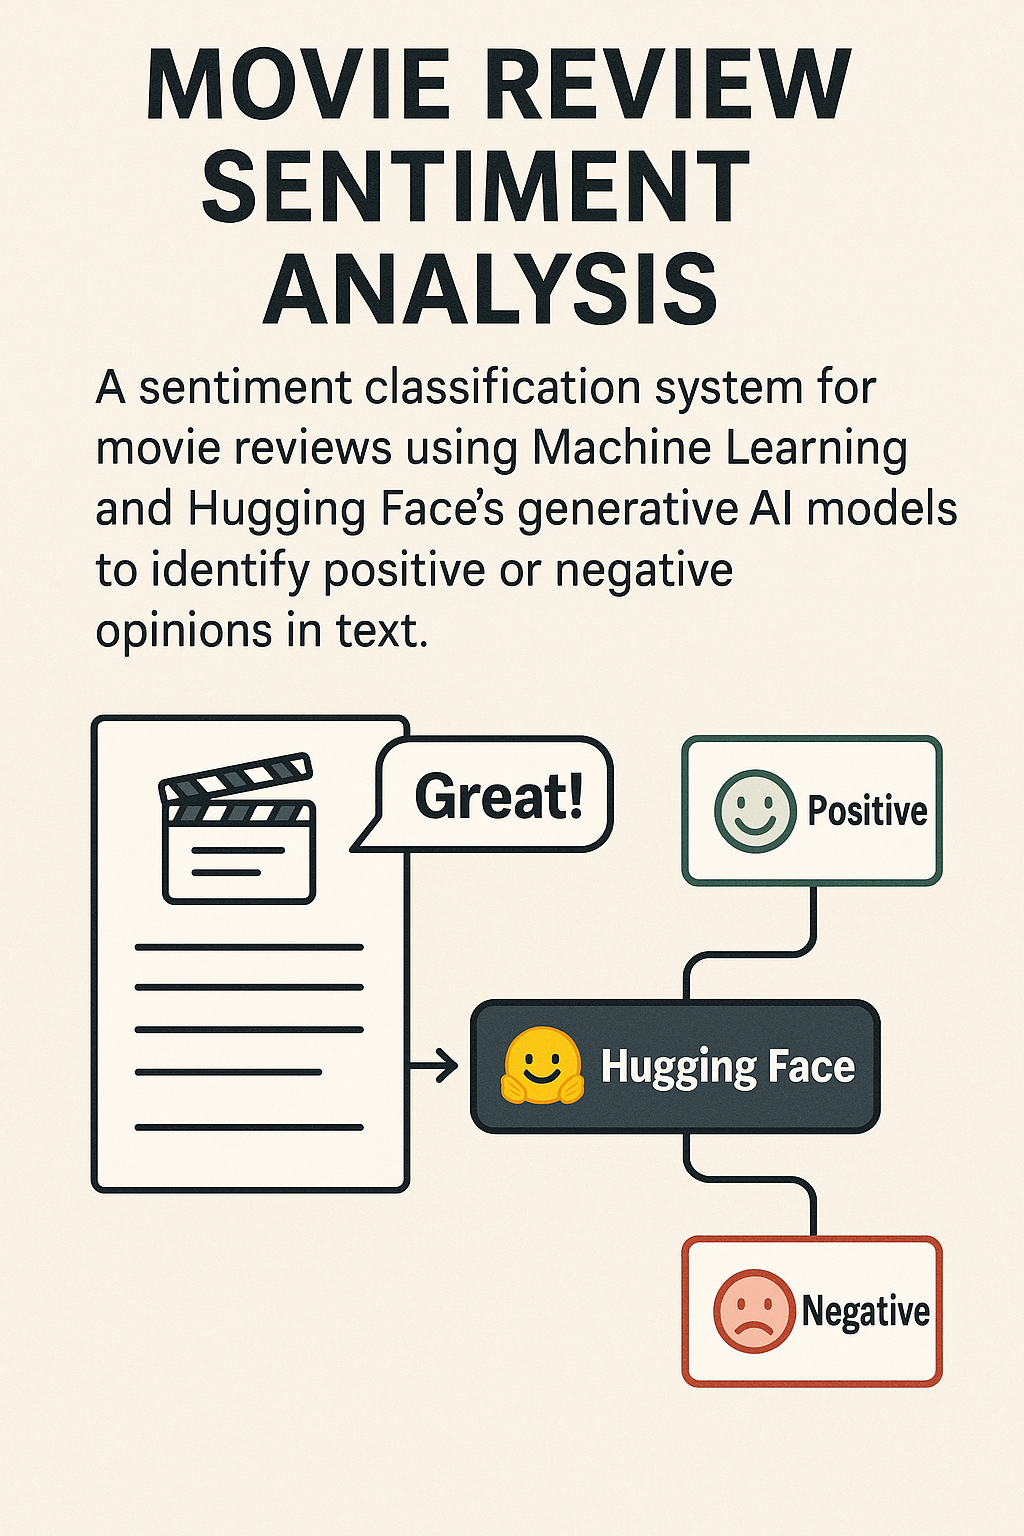 MOVIE REVIEW
SENTIMENT
ANALYSIS
A sentiment classification system for
movie reviews using Machine Learning
and Hugging Face’s generative AI models
to identify positive or negative
opinions in text.
Great!
Positive
Hugging Face
Negative